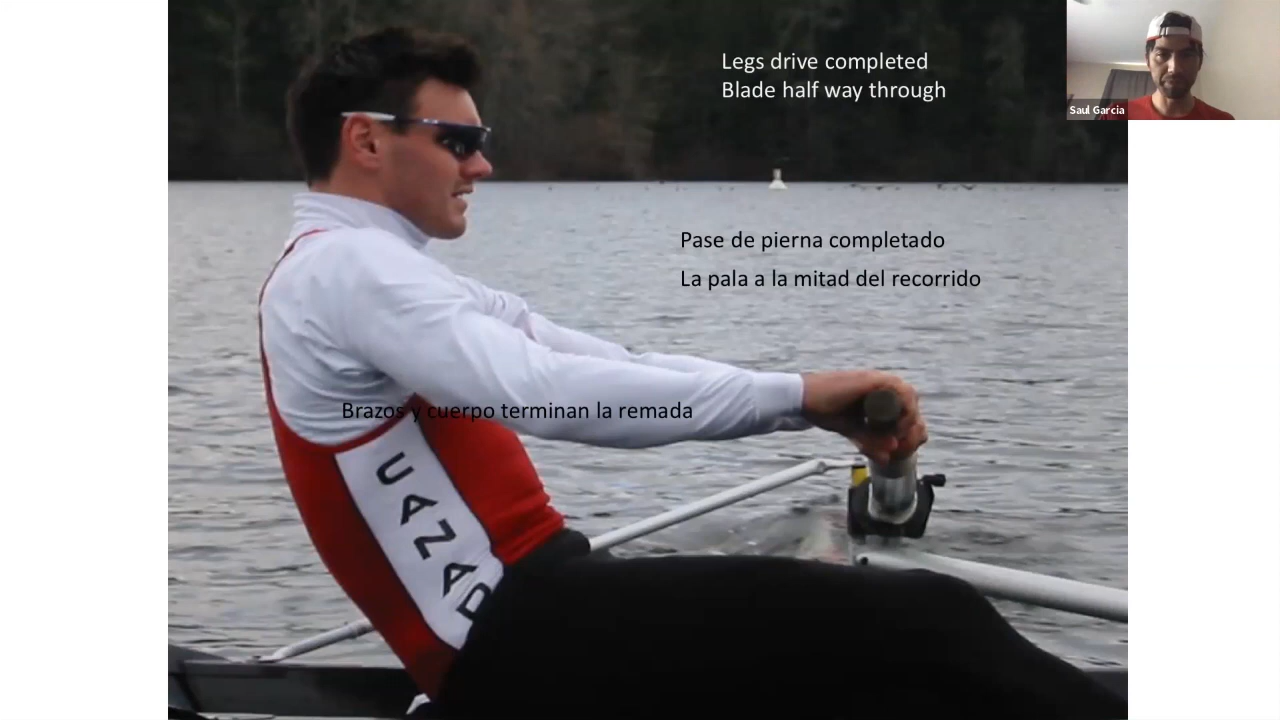 Legs drive completed
Blade half way through
Saul Garcia
Pase de pierna completado
La pala a la mitad del recorrido
Brazos y cuerpo terminan la remada
CANAD